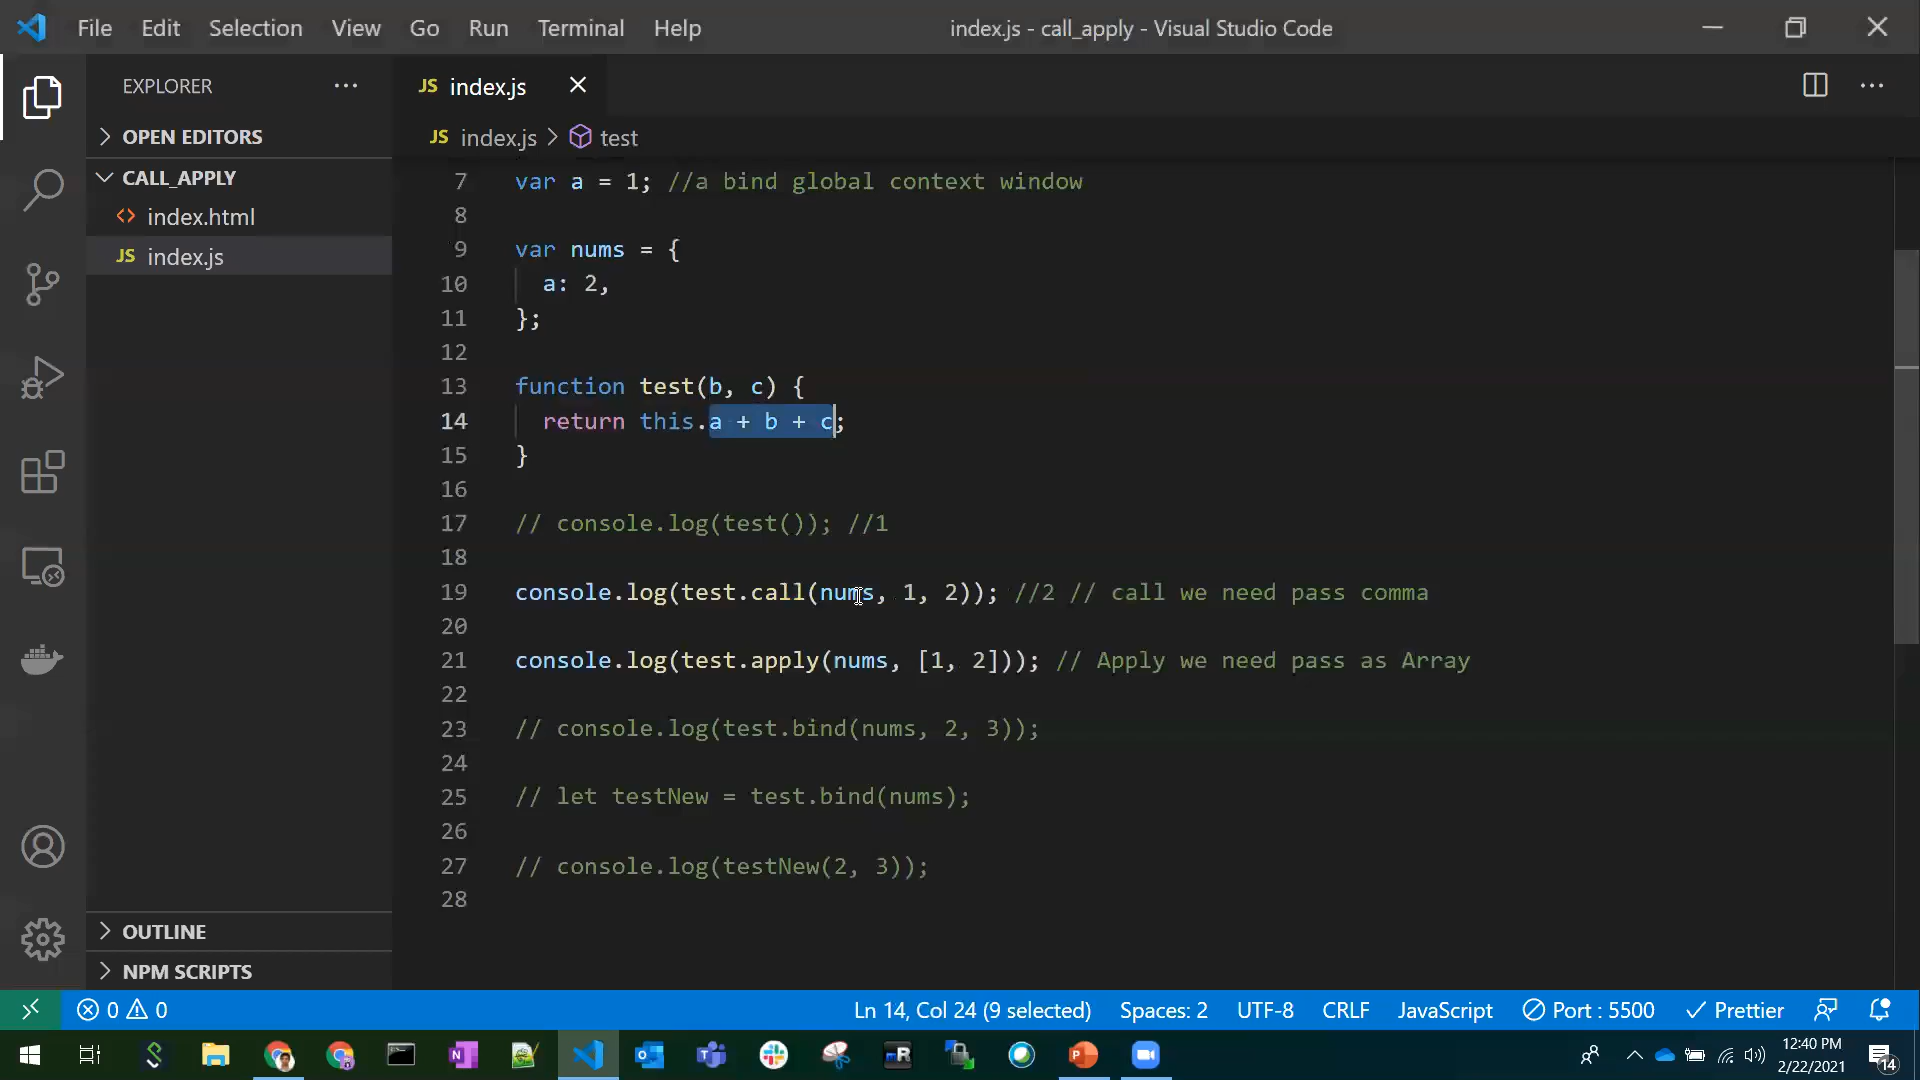 File Edit Selection View Go Run Terminal Help index.js - call_apply - Visual Studio Code
EXPLORER
OPEN EDITORS
CALL_APPLY
index.html
JS index.js
OUTLINE
NPM SCRIPTS
JS index.js
JS index.js > test
7 var a = 1; //a bind global context window
8
9 var nums = {
10 a: 2,
11 };
12
13 function test(b, c) {
14 return this.a + b + c;
15 }
16
17 // console.log(test()); //1
18
19 console.log(test.call(nums, 1, 2)); //2 // call we need pass comma
20
21 console.log(test.apply(nums, [1, 2])); // Apply we need pass as Array
22
23 // console.log(test.bind(nums, 2, 3));
24
25 // let testNew = test.bind(nums);
26
27 // console.log(testNew(2, 3));
28
0 0 Ln 14, Col 24 (9 selected) Spaces: 2 UTF-8 CRLF JavaScript Port : 5500 Prettier
12:40 PM
2/22/2021
14